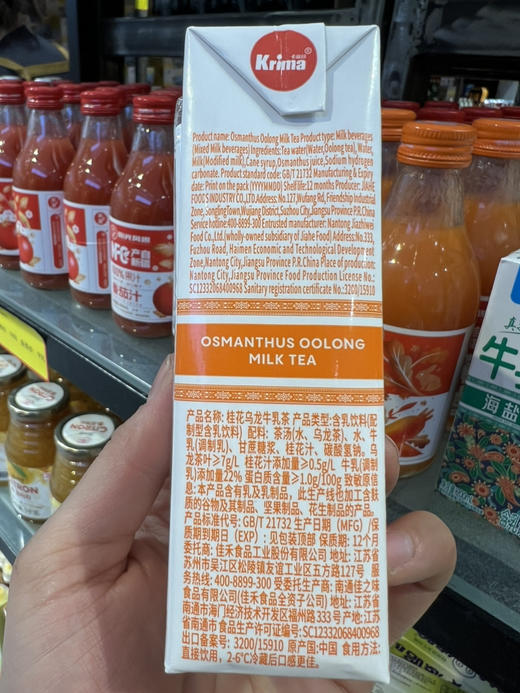 Krima
Product name: Osmanthus Oolong Milk Tea Product type: Milk beverages
(Mixed Milk beverages) Ingredients: Tea water(Water,Oolong tea), Water,
Milk(Modified milk), Cane syrup, Osmanthus juice, Sodium hydrogen
carbonate. Product standard code: GB/T 21732 Manufacturing & Expiry
date: Print on the pack (YYYYMMDD) Shelf life: 12 months Producer: JIAHE
FOODS INDUSTRY CO.,LTD. Address: No.127,Wufang Rd, Friendship Industrial
Zone, Songling Town,Wujiang District,Suzhou City,Jiangsu Province P.R.China
Service hotline:400-8899-300 Entrusted manufacturer: Nantong Jiazhiwei
Food Co.,Ltd.(wholly-owned subsidiary of Jiahe Food) Address:No.333,
Fuzhou Road, Haimen Economic and Technological Development
zone,Nantong City,Jiangsu Province P.R.China Place of production:
Nantong City,Jiangsu Province Food Production License No.:
SC12332068400968 Sanitary registration certificate No.:3200/15910
OSMANTHUS OOLONG
MILK TEA
产品名称: 桂花乌龙牛乳茶 产品类型:含乳饮料(配
制型含乳饮料) 配料: 茶汤(水、乌龙茶)、水、牛
乳(调制乳)、甘蔗糖浆、桂花汁、碳酸氢钠。乌
龙茶叶≥7g/L 桂花汁添加量≥0.5g/L 牛乳(调制
乳)添加22% 蛋白质含量≥1.0g/100g 致敏原信
息:本产品含有乳及乳制品，此生产线也加工含麸
质的谷物及其制品、坚果制品、花生制品的产品
产品标准代号: GB/T 21732 生产日期 (MFG) /保
质期到期日 (EXP) : 见包装顶部 保质期: 12个月
委托商: 佳禾食品工业股份有限公司 地址: 江苏省
苏州市吴江区松陵镇友谊工业区五方路127号 服
务热线: 400-8899-300 受委托生产商: 南通佳之味
食品有限公司(佳禾食品全资子公司) 地址: 江苏省
南通市海门经济技术开发区福州路333号 产地: 江苏
省南通市 食品生产许可证编号: SC12332068400968
出口备案号: 3200/15910 原产国:中国 食用方法:
直接饮用，2-6℃冷藏后口感更佳。
100%果汁
番茄汁
牛
海盐